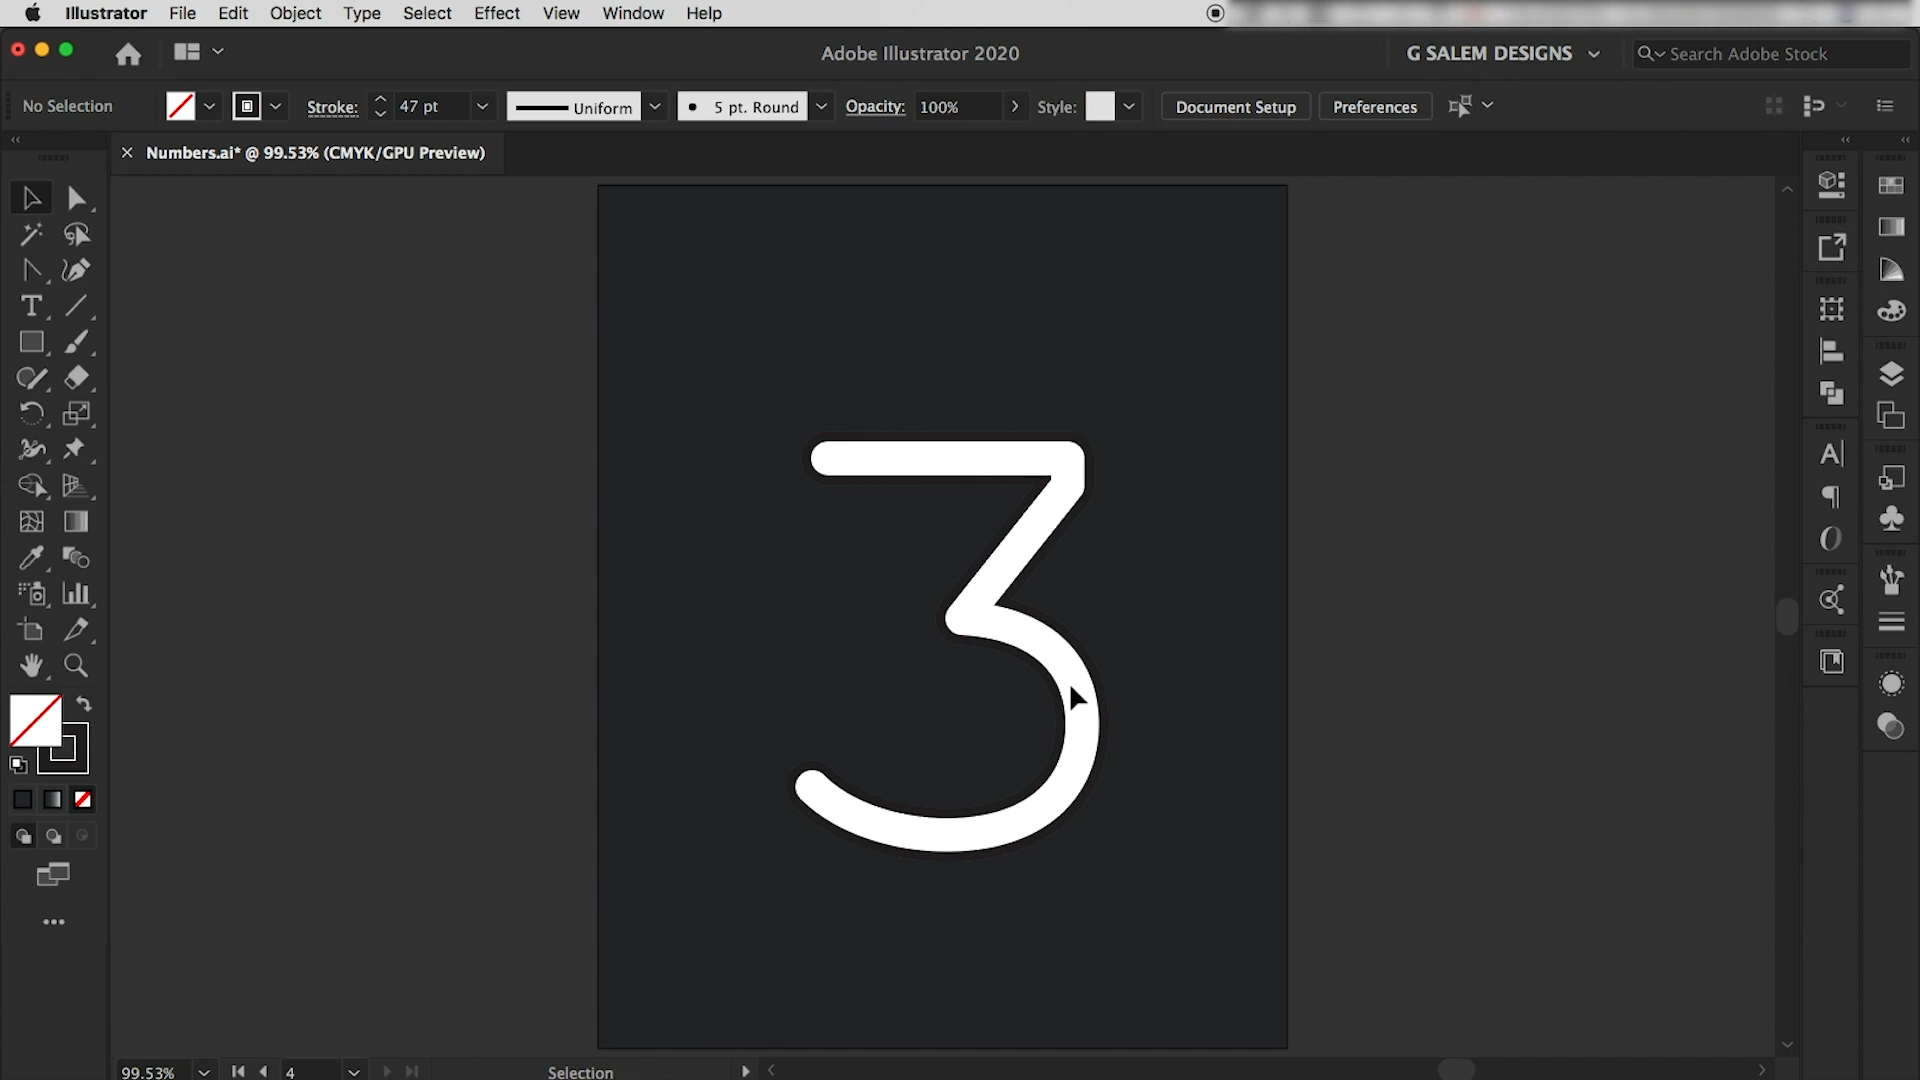 Illustrator File Edit Object Type Select Effect View Window Help
Adobe Illustrator 2020
G SALEM DESIGNS
Search Adobe Stock
No Selection
Stroke: 47 pt
Uniform
5 pt. Round
Opacity: 100%
Style:
Document Setup
Preferences
Numbers.ai* @ 99.53% (CMYK/GPU Preview)
3
99.53%
4
Selection